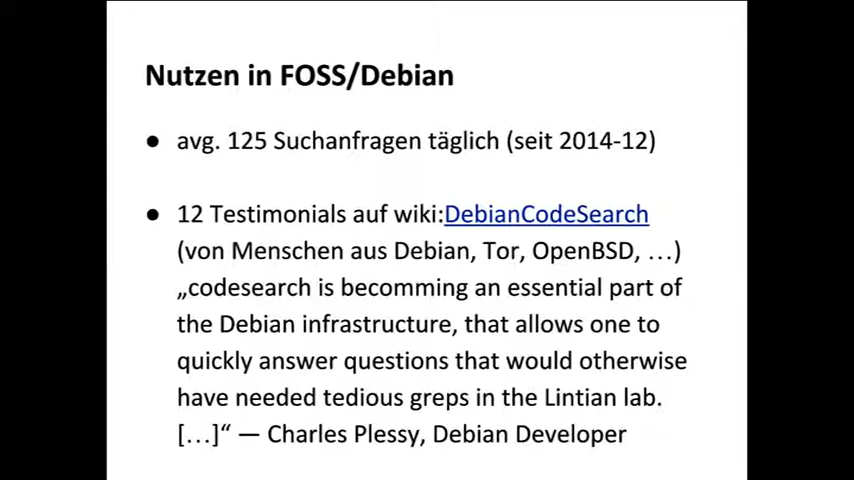 Nutzen in FOSS/Debian
● avg. 125 Suchanfragen täglich (seit 2014-12)
● 12 Testimonials auf wiki:DebianCodeSearch
(von Menschen aus Debian, Tor, OpenBSD, …)
„codesearch is becomming an essential part of
the Debian infrastructure, that allows one to
quickly answer questions that would otherwise
have needed tedious greps in the Lintian lab.
[…]“ — Charles Plessy, Debian Developer